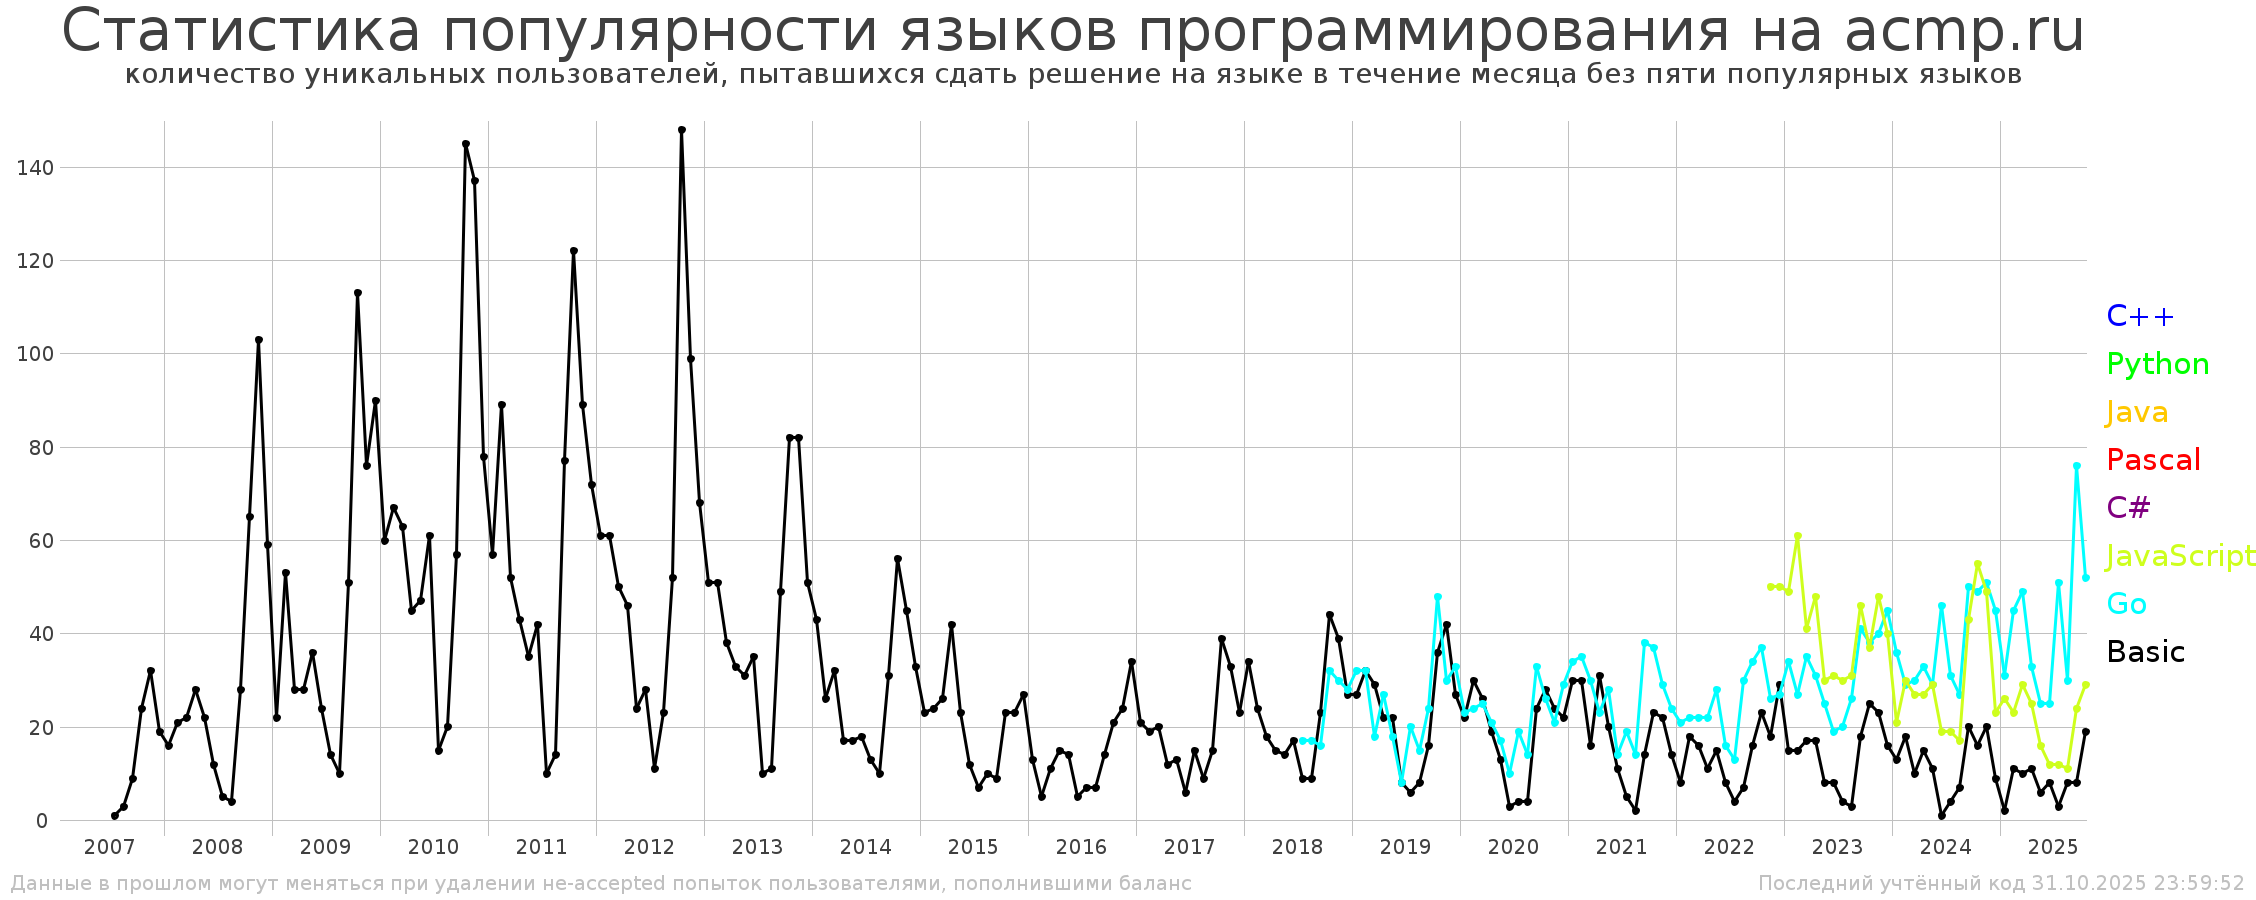 Статистика популярности языков программирования на acmp.ru
количество уникальных пользователей, пытавшихся сдать решение на языке в течение месяца без пяти популярных языков
140
120
100
80
60
40
20
0
C++
Python
Java
Pascal
C#
JavaScript
Go
Basic
2007 2008 2009 2010 2011 2012 2013 2014 2015 2016 2017 2018 2019 2020 2021 2022 2023 2024 2025
Данные в прошлом могут меняться при удалении не-accepted попыток пользователями, пополнившими баланс
Последний учтённый код 31.10.2025 23:59:52